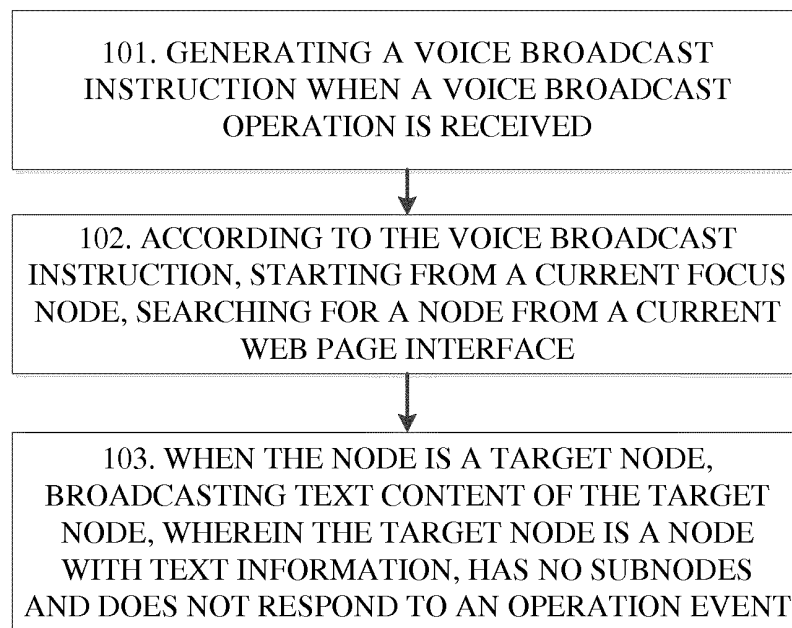 101. GENERATING A VOICE BROADCAST
INSTRUCTION WHEN A VOICE BROADCAST
OPERATION IS RECEIVED
102. ACCORDING TO THE VOICE BROADCAST
INSTRUCTION, STARTING FROM A CURRENT FOCUS
NODE, SEARCHING FOR A NODE FROM A CURRENT
WEB PAGE INTERFACE
103. WHEN THE NODE IS A TARGET NODE,
BROADCASTING TEXT CONTENT OF THE TARGET
NODE, WHEREIN THE TARGET NODE IS A NODE
WITH TEXT INFORMATION, HAS NO SUBNODES
AND DOES NOT RESPOND TO AN OPERATION EVENT